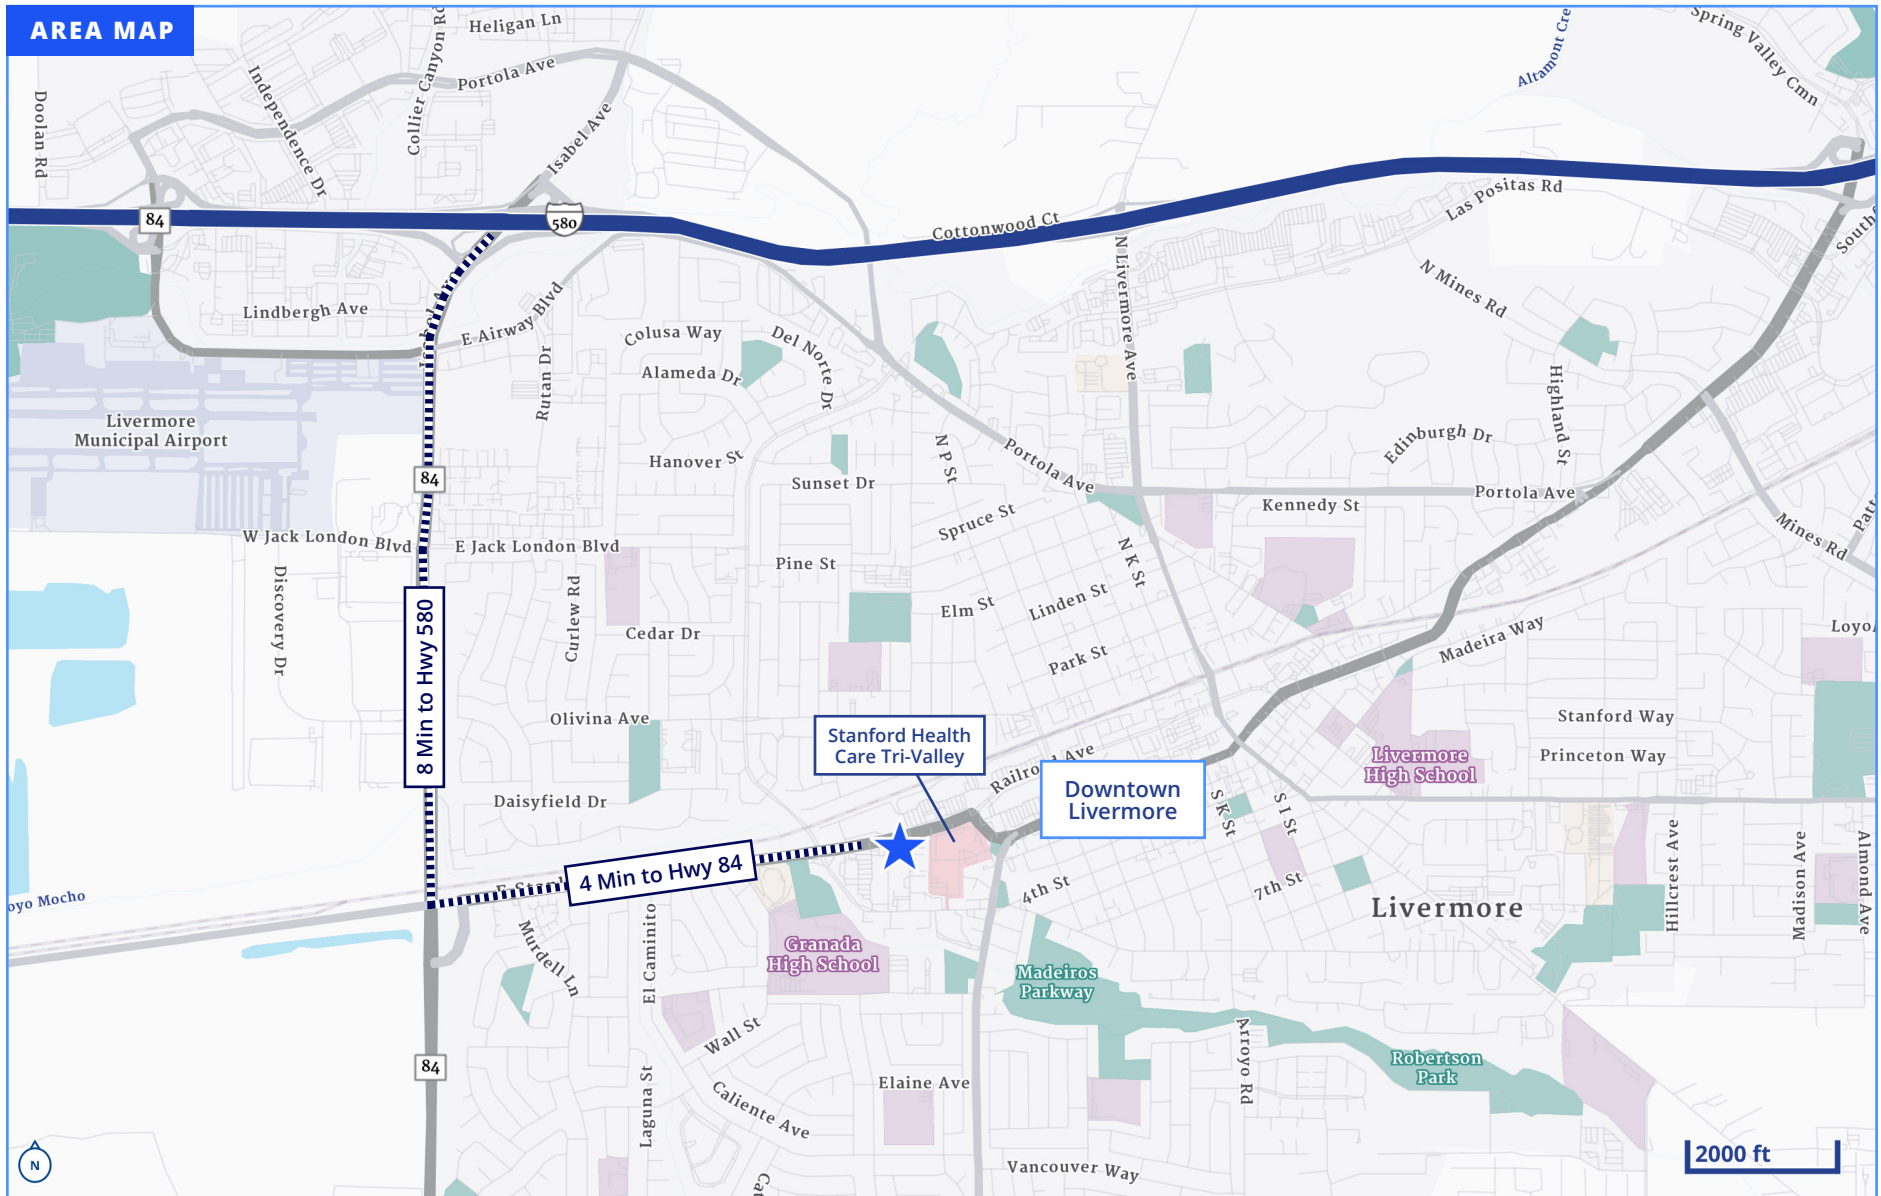 AREA MAP
Heligan Ln
Collier Canyon Rd
Portola Ave
Independence Dr
Doolan Rd
Isabel Ave
Altamont Cre
Spring Valley Cmn
84
580
Cottonwood Ct
Las Positas Rd
N Livermore Ave
N Mines Rd
South
Lindbergh Ave
E Airway Blvd
Colusa Way
Del Norte Dr
Alameda Dr
Rutan Dr
Highland St
Livermore
Municipal Airport
Hanover St
Sunset Dr
N P St
Portola Ave
Edinburgh Dr
84
Portola Ave
Kennedy St
Spruce St
Mines Rd
Patt
W Jack London Blvd
E Jack London Blvd
Pine St
N K St
Discovery Dr
Curlew Rd
Elm St
Linden St
Cedar Dr
Park St
Madeira Way
Loyol
8 Min to Hwy 580
Olivina Ave
Stanford Way
Stanford Health
Care Tri-Valley
Railroad Ave
Livermore
High School
Princeton Way
Downtown
Livermore
Daisyfield Dr
S K St
S I St
4 Min to Hwy 84
4th St
7th St
Livermore
Hillcrest Ave
Madison Ave
Almond Ave
oyo Mocho
Murdell Ln
El Caminito
Granada
High School
Madeiros
Parkway
Wall St
Arroyo Rd
84
Robertson
Park
Elaine Ave
Laguna St
Caliente Ave
Vancouver Way
Cat
N
2000 ft